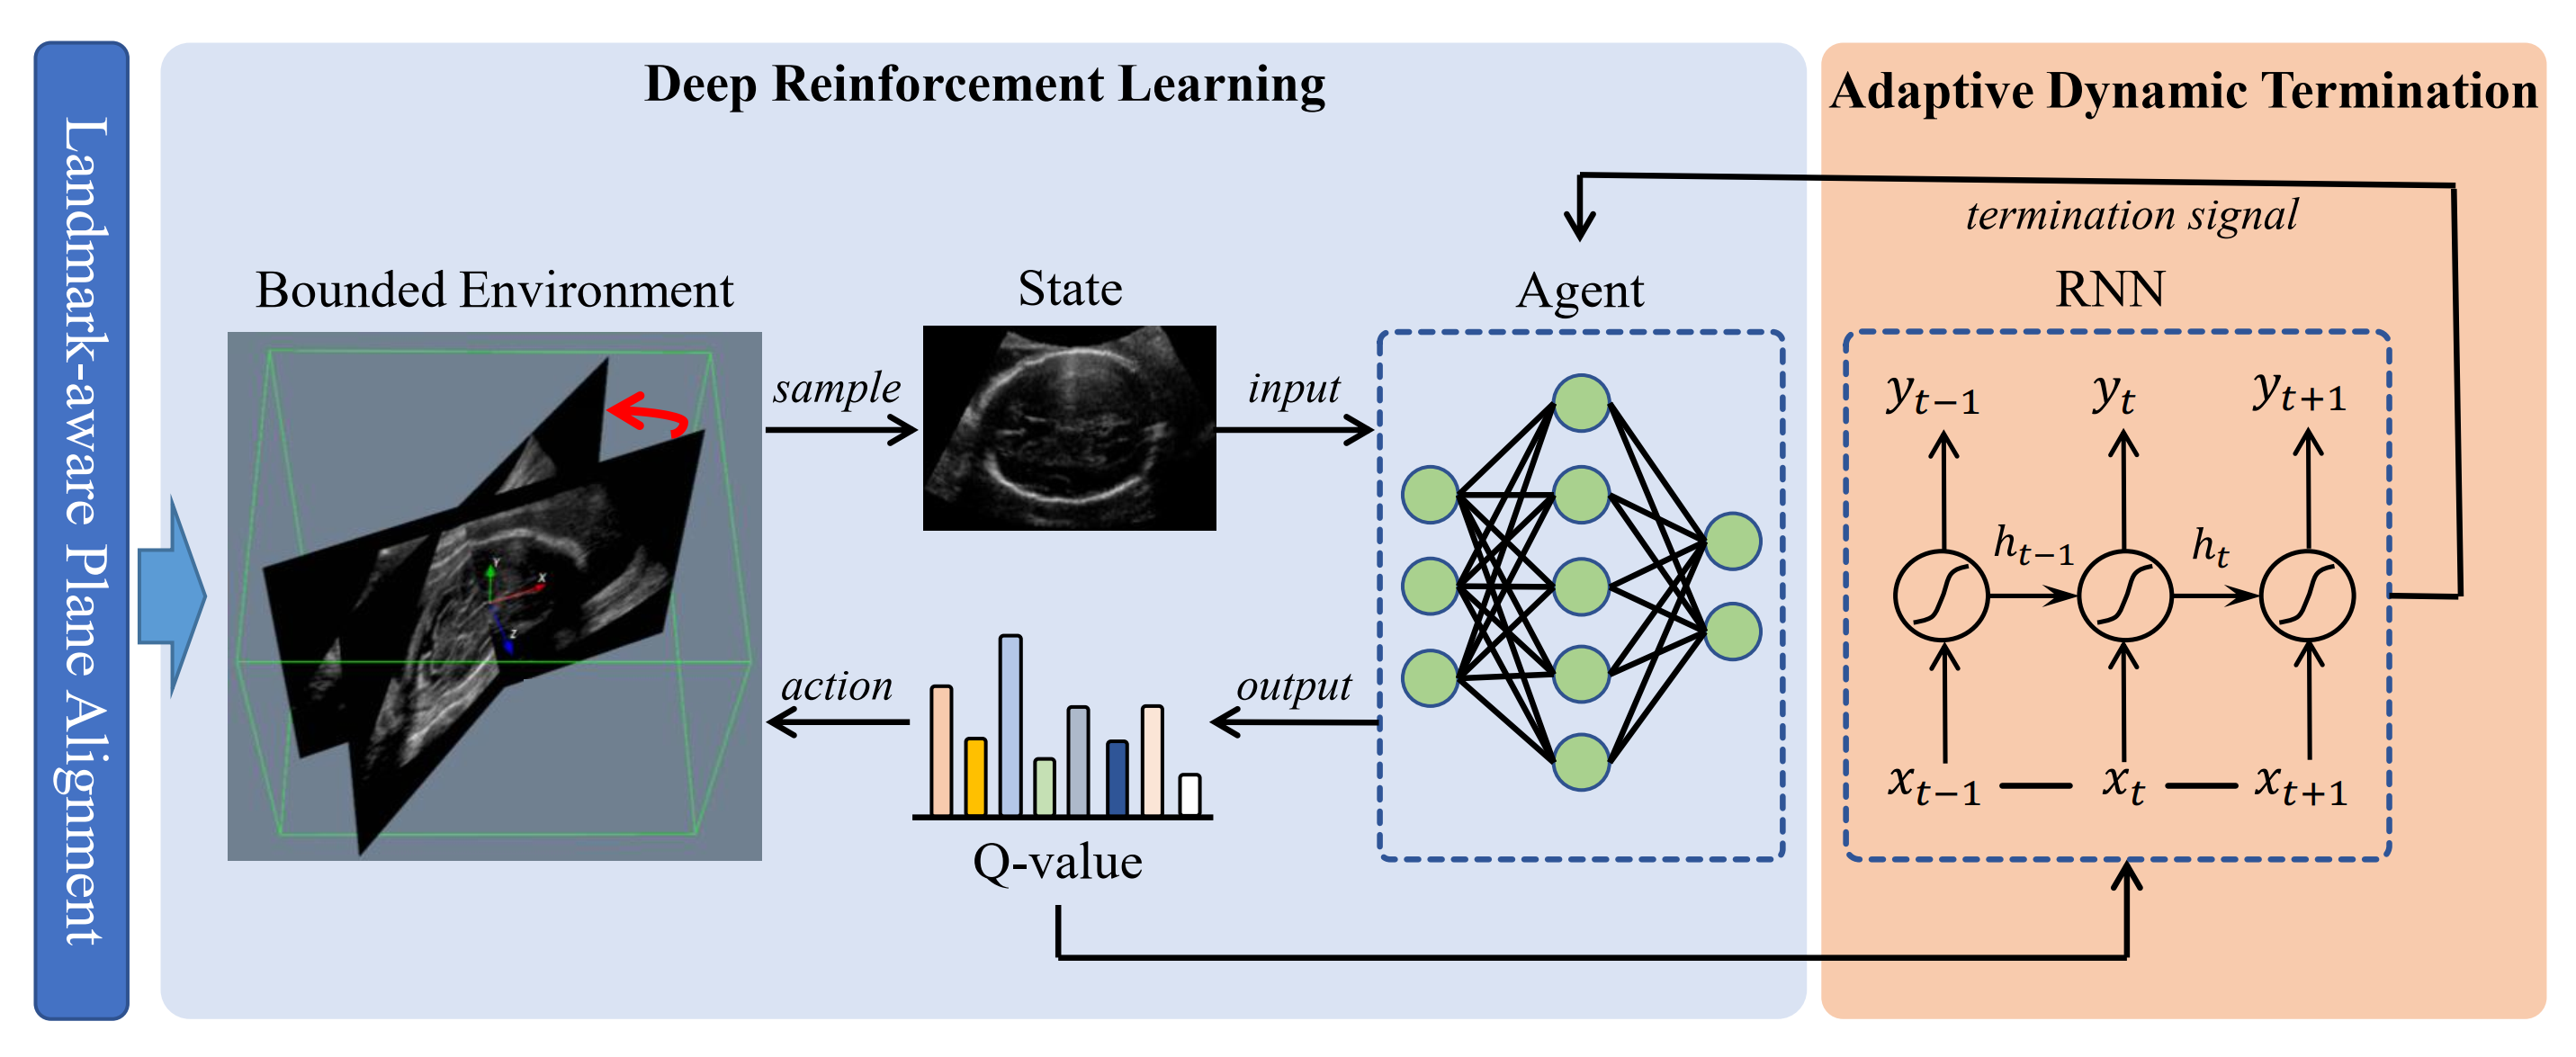 Landmark-aware Plane Alignment
Deep Reinforcement Learning
Adaptive Dynamic Termination
termination signal
Bounded Environment
State
Agent
RNN
sample
input
action
output
Q-value
Y
X
Z
y_{t-1}
y_t
y_{t+1}
h_{t-1}
h_t
x_{t-1} — x_t — x_{t+1}